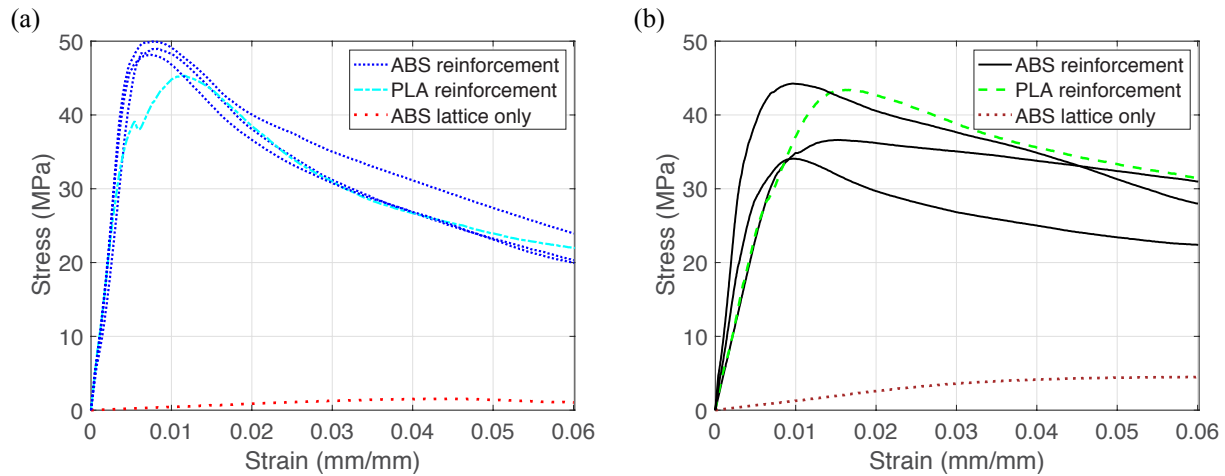 (a)
50
40
30
20
10
0
Stress (MPa)
0 0.01 0.02 0.03 0.04 0.05 0.06
Strain (mm/mm)
ABS reinforcement
PLA reinforcement
ABS lattice only
(b)
50
40
30
20
10
0
Stress (MPa)
0 0.01 0.02 0.03 0.04 0.05 0.06
Strain (mm/mm)
ABS reinforcement
PLA reinforcement
ABS lattice only